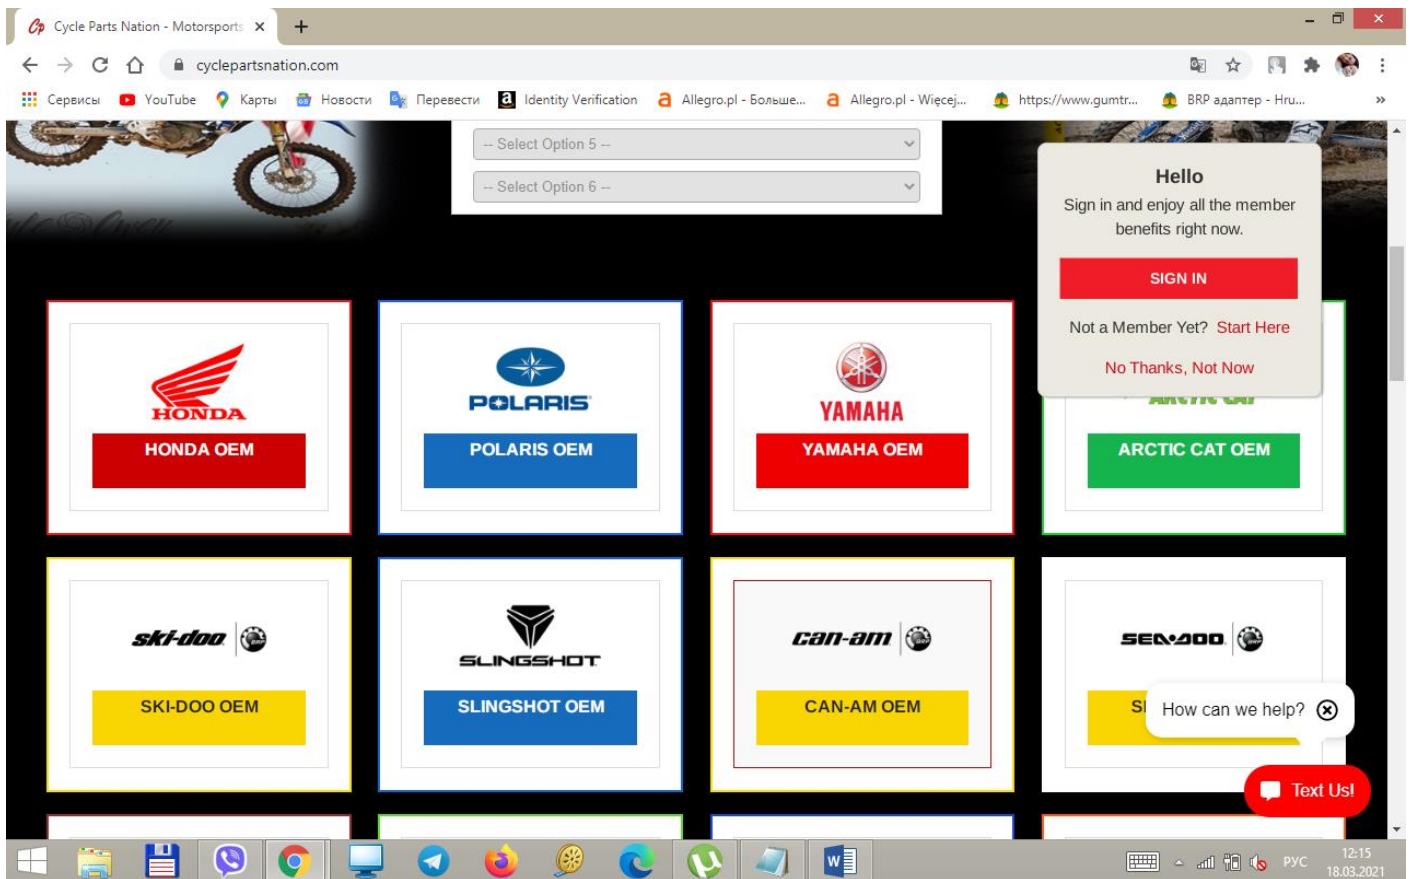 Cycle Parts Nation - Motorsports
cyclepartsnation.com
Сервисы YouTube Карты Новости Перевести Identity Verification Allegro.pl - Больше... Allegro.pl - Więcej... https://www.gumtr... BRP адаптер - Hru... »
-- Select Option 5 --
-- Select Option 6 --
Hello
Sign in and enjoy all the member
benefits right now.
SIGN IN
Not a Member Yet? Start Here
No Thanks, Not Now
HONDA
POLARIS
YAMAHA
ARCTIC CAT
HONDA OEM
POLARIS OEM
YAMAHA OEM
ARCTIC CAT OEM
ski-doo
SLINGSHOT
can-am
SEA-DOO
SKI-DOO OEM
SLINGSHOT OEM
CAN-AM OEM
How can we help?
Text Us!
РУС
12:15
18.03.2021